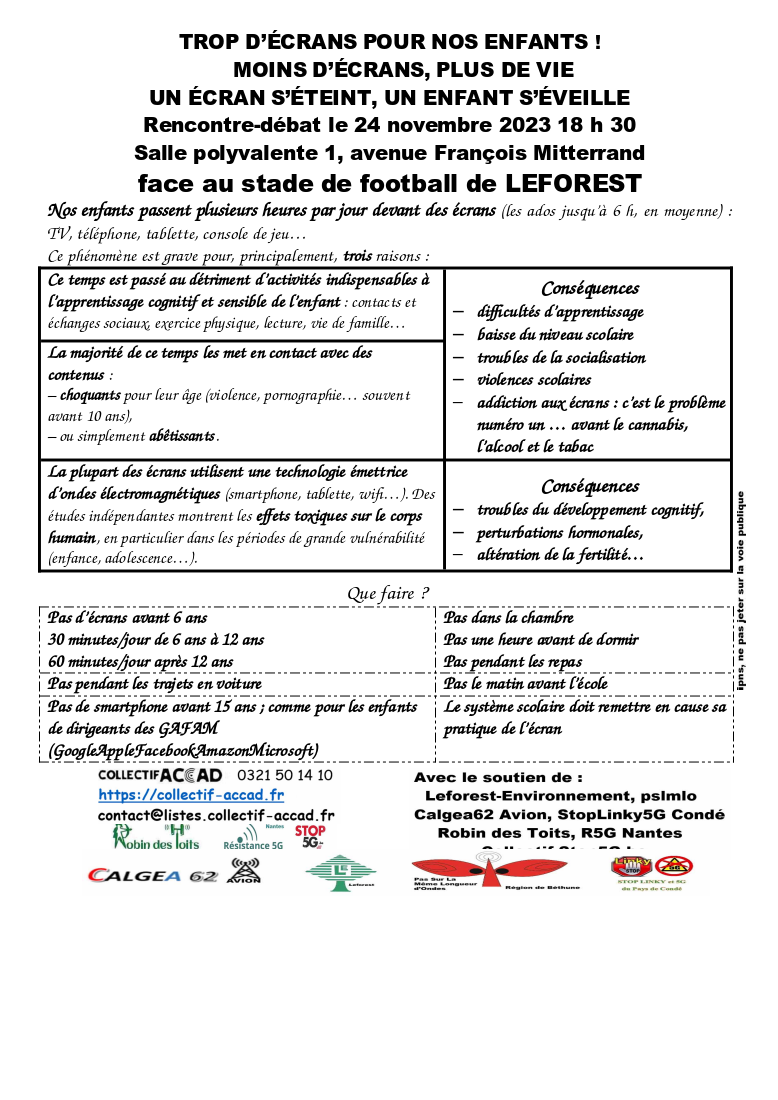 TROP D'ÉCRANS POUR NOS ENFANTS !
MOINS D'ÉCRANS, PLUS DE VIE
UN ÉCRAN S'ÉTEINT, UN ENFANT S'ÉVEILLE
Rencontre-débat le 24 novembre 2023 18 h 30
Salle polyvalente 1, avenue François Mitterrand
face au stade de football de LEFOREST
Nos enfants passent plusieurs heures par jour devant des écrans (les ados jusqu'à 6 h, en moyenne) :
TV, téléphone, tablette, console de jeu…
Ce phénomène est grave pour, principalement, trois raisons :
Ce temps est passé au détriment d'activités indispensables à
l'apprentissage cognitif et sensible de l'enfant : contacts et
échanges sociaux, exercice physique, lecture, vie de famille…
La majorité de ce temps les met en contact avec des
contenus :
– choquants pour leur âge (violence, pornographie… souvent
avant 10 ans),
– ou simplement abêtissants.
Conséquences
– difficultés d'apprentissage
– baisse du niveau scolaire
– troubles de la socialisation
– violences scolaires
– addiction aux écrans : c'est le problème
numéro un … avant le cannabis,
l'alcool et le tabac
La plupart des écrans utilisent une technologie émettrice
d'ondes électromagnétiques (smartphone, tablette, wifi…). Des
études indépendantes montrent les effets toxiques sur le corps
humain, en particulier dans les périodes de grande vulnérabilité
(enfance, adolescence…).
Conséquences
– troubles du développement cognitif,
– perturbations hormonales,
– altération de la fertilité…
ipns, ne pas jeter sur la voie publique
Que faire ?
Pas d'écrans avant 6 ans
30 minutes/jour de 6 ans à 12 ans
60 minutes/jour après 12 ans
Pas dans la chambre
Pas une heure avant de dormir
Pas pendant les repas
Pas pendant les trajets en voiture
Pas le matin avant l'école
Pas de smartphone avant 15 ans ; comme pour les enfants
de dirigeants des GAFAM
(GoogleAppleFacebookAmazonMicrosoft)
Le système scolaire doit remettre en cause sa
pratique de l'écran
COLLECTIF ACCAD 0321 50 14 10
https://collectif-accad.fr
contact@listes.collectif-accad.fr
Robin des Toits
Nantes
Résistance 5G
STOP
5G
CALGEA 62
AVION
Leforest
Avec le soutien de :
Leforest-Environnement, pslmlo
Calgea62 Avion, StopLinky5G Condé
Robin des Toits, R5G Nantes
Pas Sur La
Même Longueur
d'Ondes
Région de Béthune
Linky
STOP
5G
STOP LINKY et 5G
du Pays de Condé